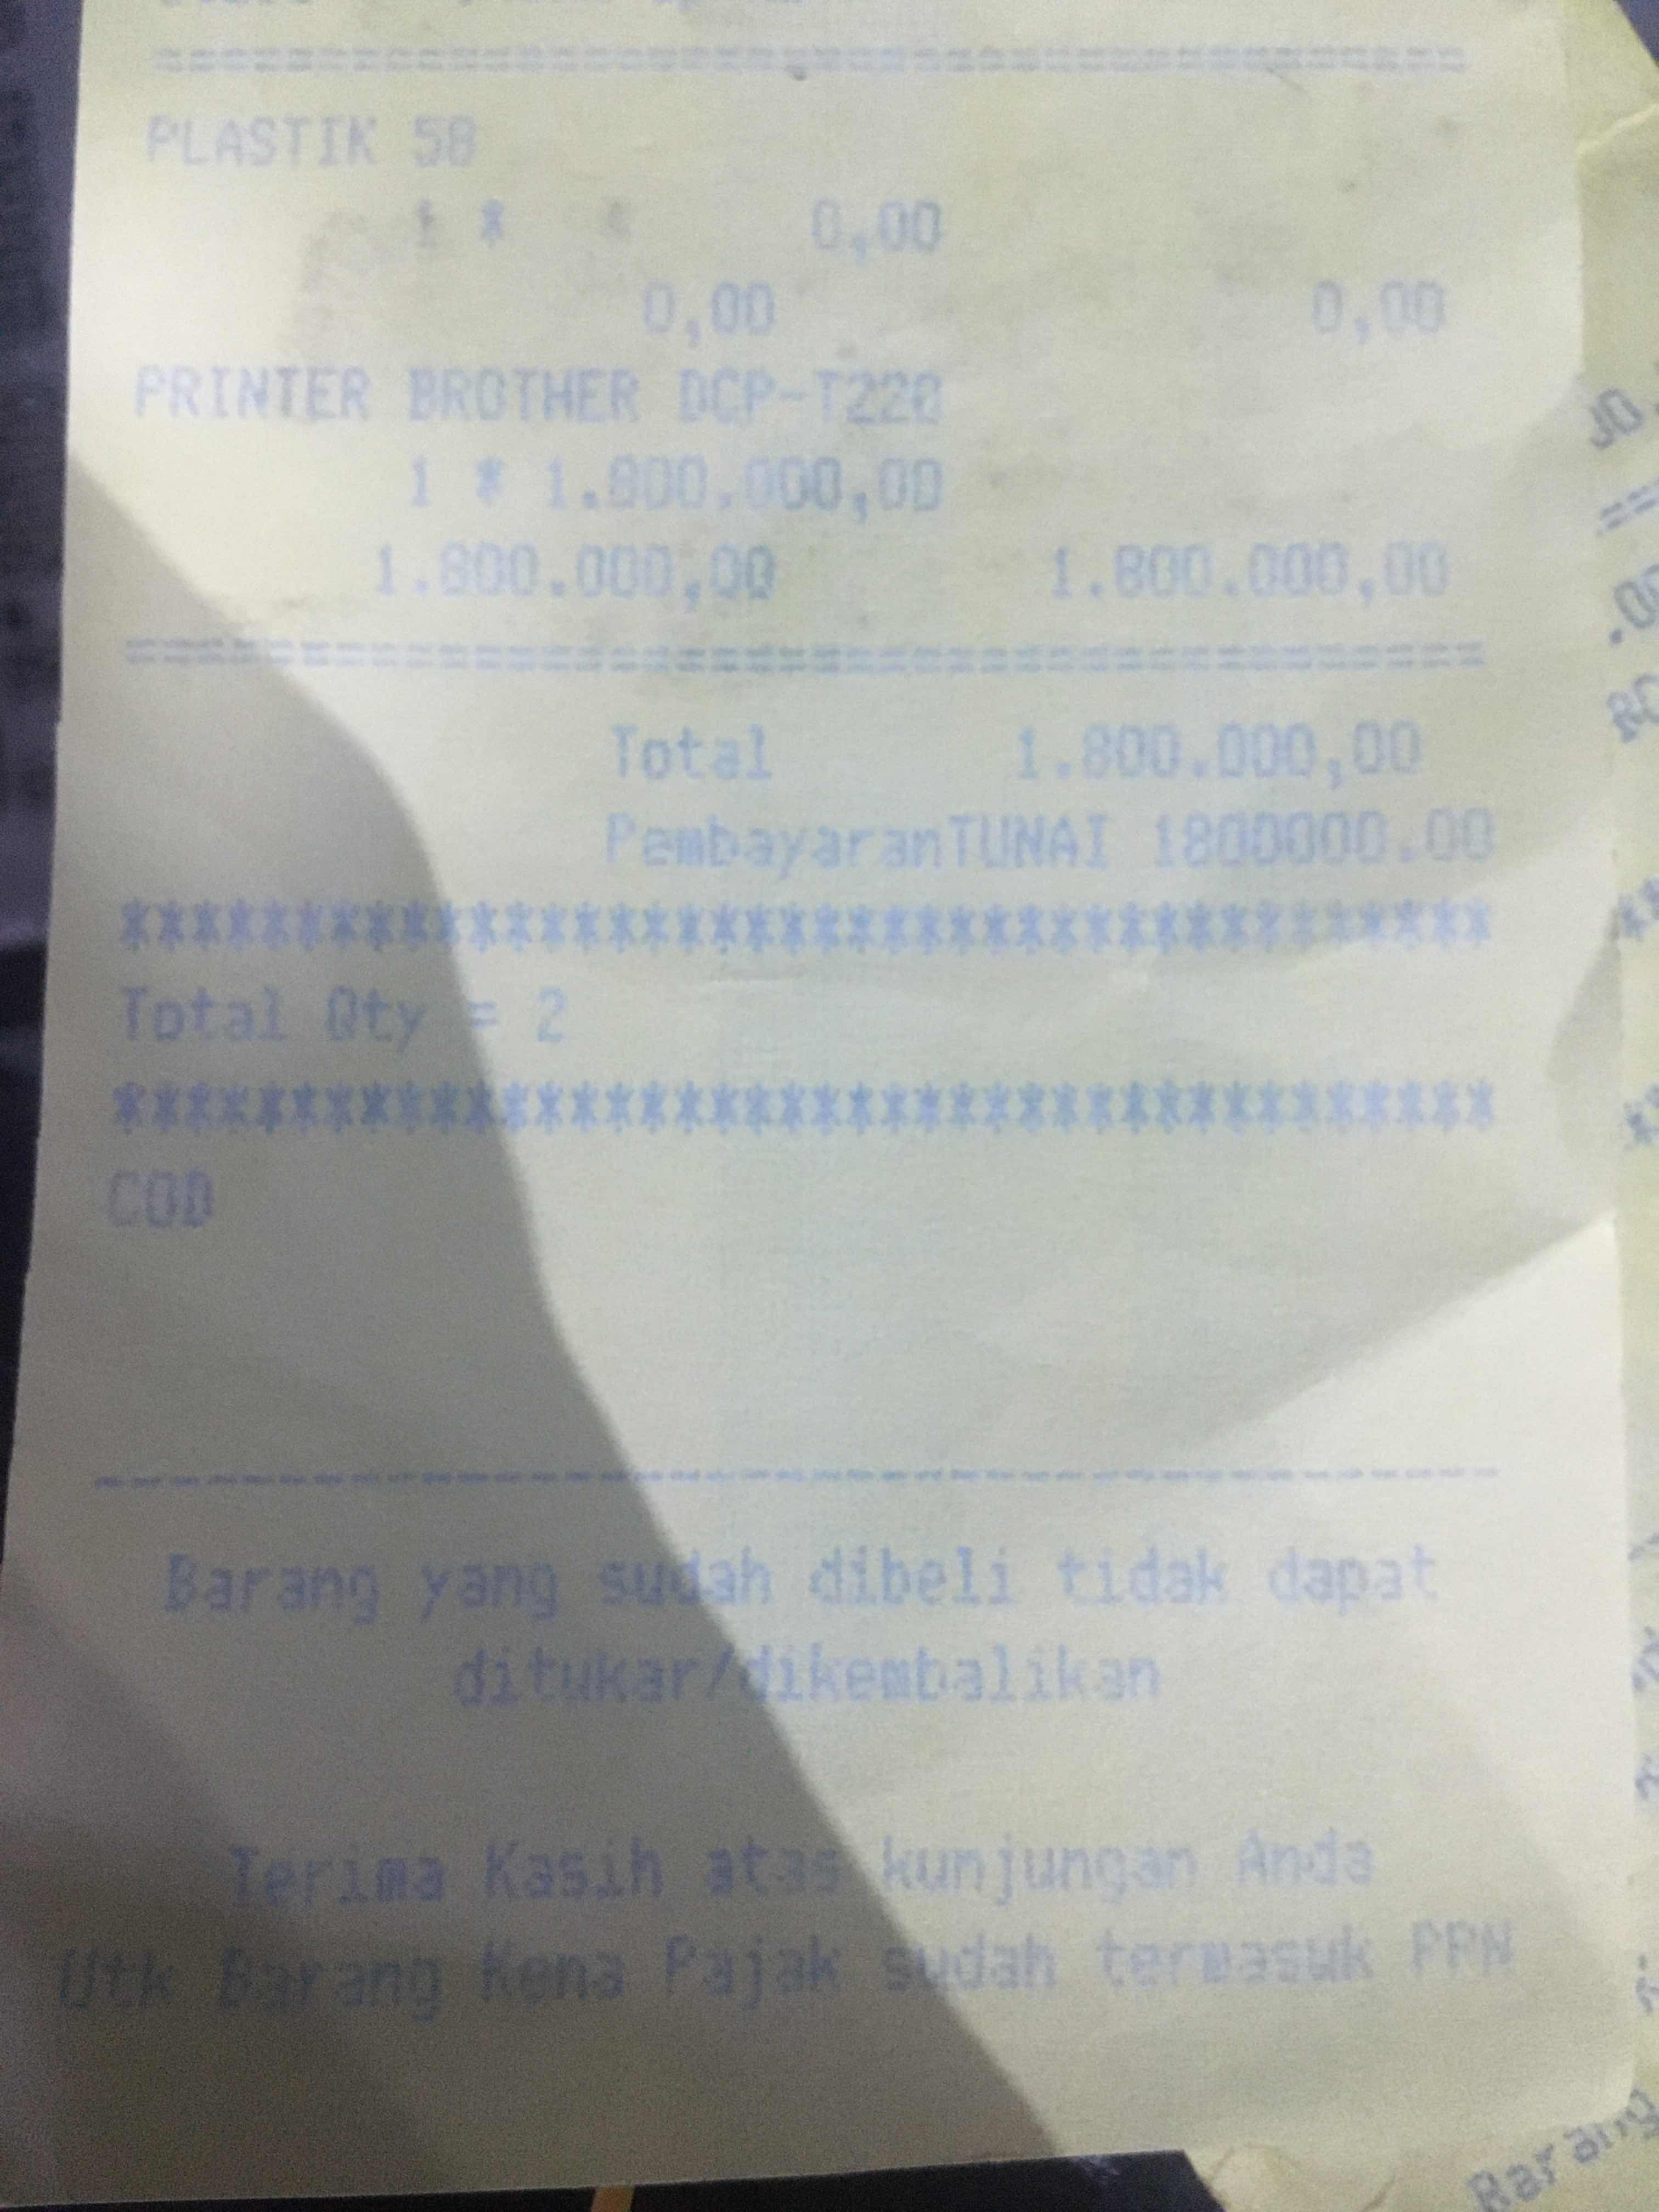 ================================
PLASTIK 50
1 * 0,00
0,00 0,00
PRINTER BROTHER DCP-T220
1 * 1.800.000,00
1.800.000,00 1.800.000,00
================================
Total 1.800.000,00
PembayaranTUNAI 1800000.00
***************************************
Total Qty = 2
***************************************
COD
---------------------------------------
Barang yang sudah dibeli tidak dapat
ditukar/dikembalikan
Terima Kasih atas kunjungan Anda
Utk Barang Kena Pajak sudah termasuk PPN
Barang